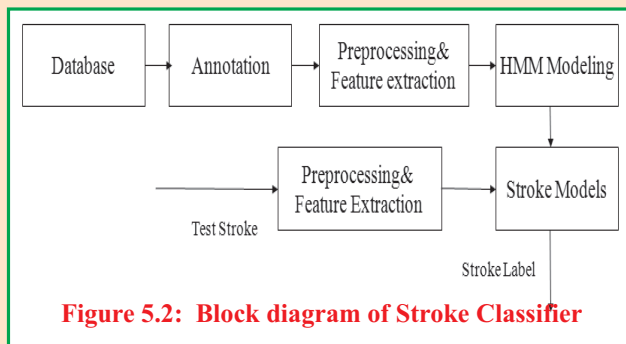 Database
Annotation
Preprocessing&
Feature extraction
HMM Modeling
Preprocessing&
Feature Extraction
Stroke Models
Test Stroke
Stroke Label
Figure 5.2: Block diagram of Stroke Classifier